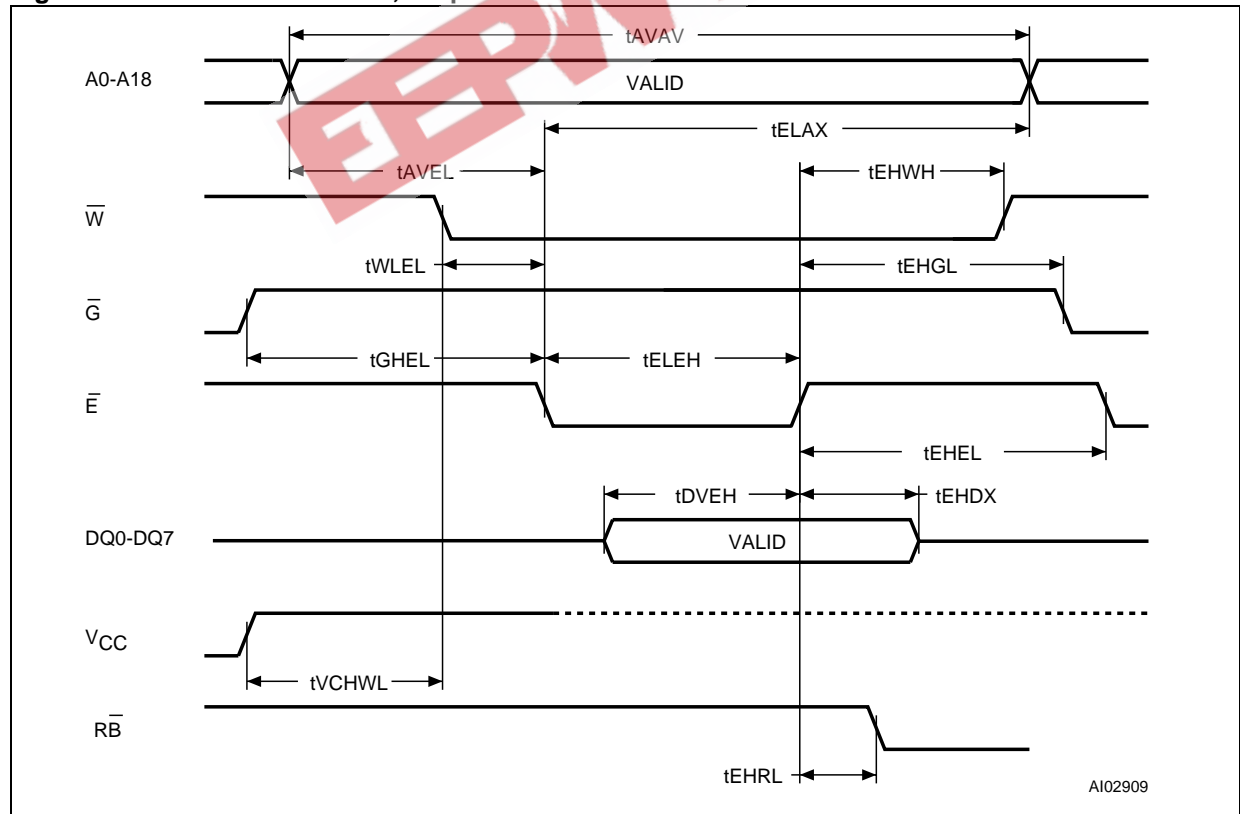 tAVAV
A0-A18
VALID
tELAX
tAVEL
tEHWH
W
tWLEL
tEHGL
G
tGHEL
tELEH
E
tEHEL
tDVEH
tEHDX
DQ0-DQ7
VALID
VCC
tVCHWL
RB
tEHRL
AI02909